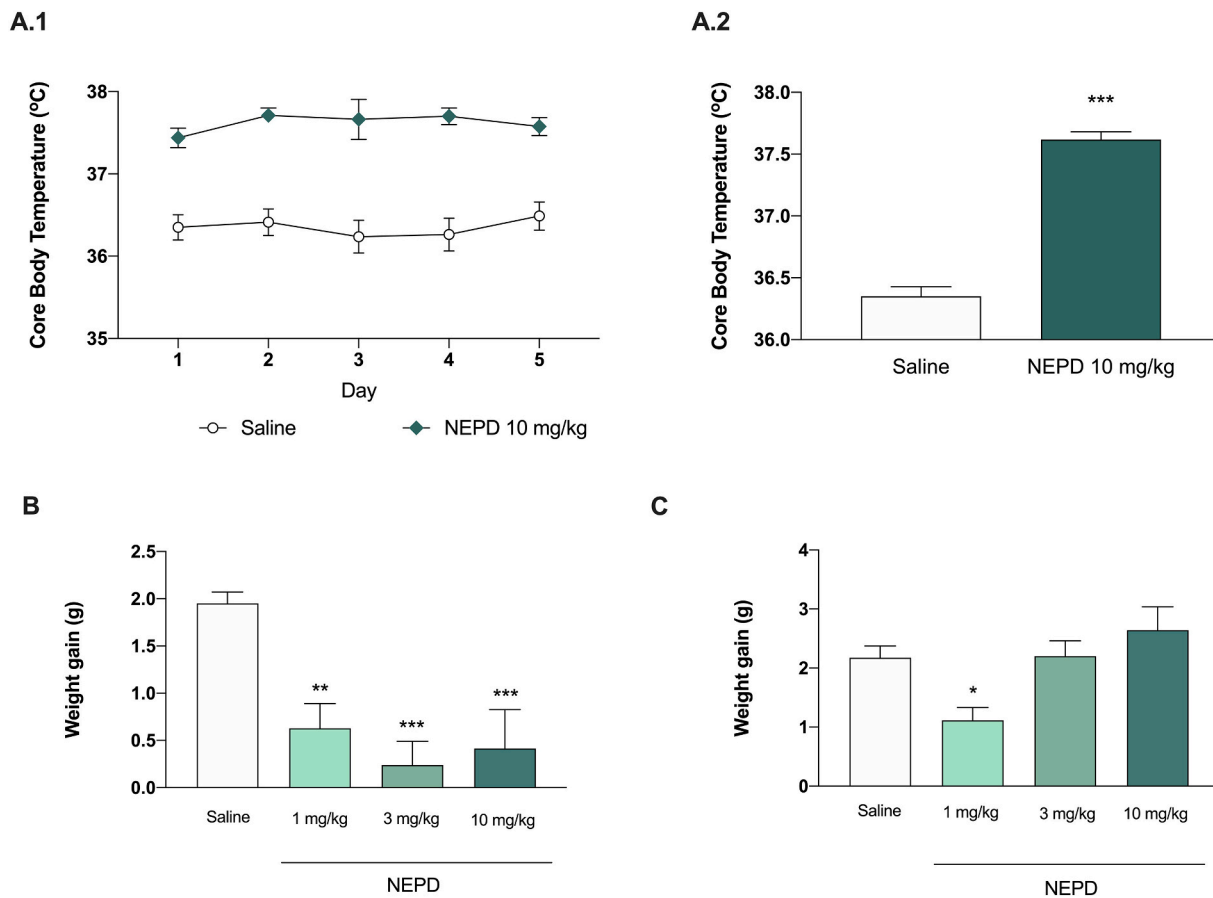 A.1
Core Body Temperature (ºC)
38
37
36
35
1 2 3 4 5
Day
Saline NEPD 10 mg/kg
A.2
Core Body Temperature (ºC)
38.0
37.5
37.0
36.5
36.0
***
Saline NEPD 10 mg/kg
B
Weight gain (g)
2.5
2.0
1.5
1.0
0.5
0.0
** *** ***
Saline 1 mg/kg 3 mg/kg 10 mg/kg
NEPD
C
Weight gain (g)
4
3
2
1
0
*
Saline 1 mg/kg 3 mg/kg 10 mg/kg
NEPD